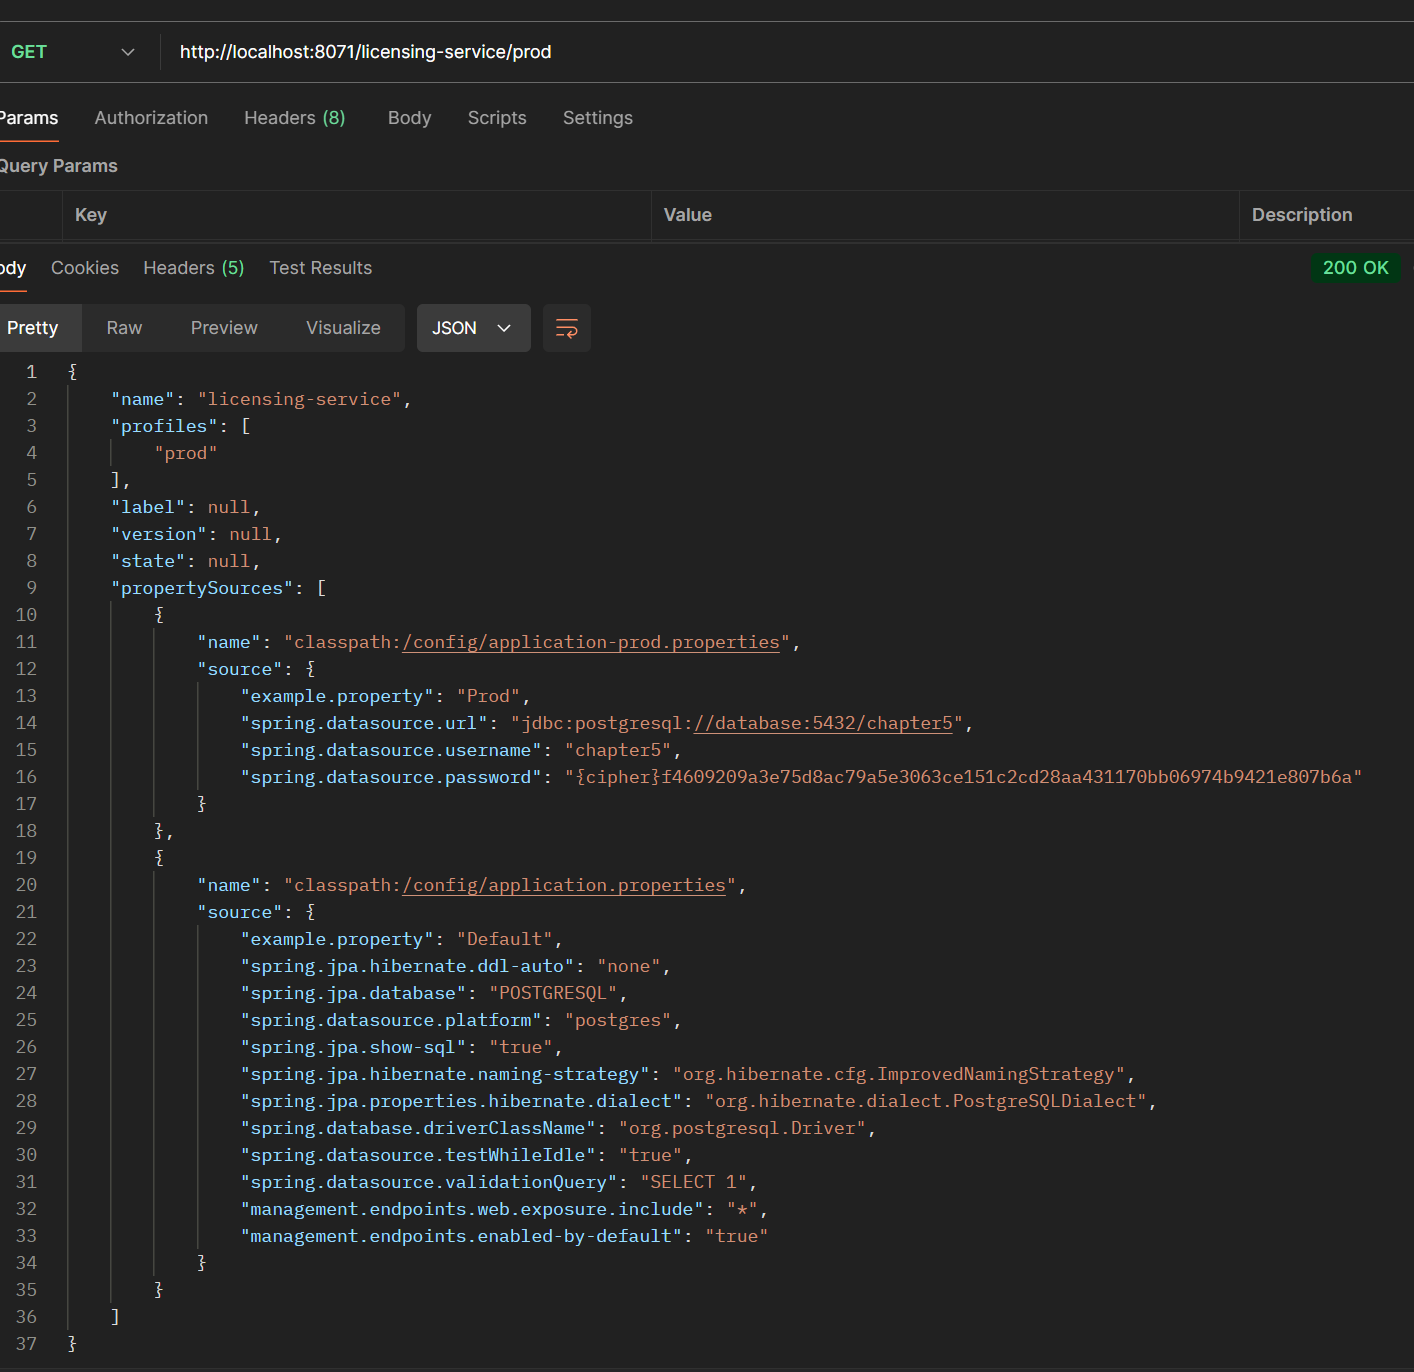 GET http://localhost:8071/licensing-service/prod
Params Authorization Headers (8) Body Scripts Settings
Query Params
Key Value Description
ody Cookies Headers (5) Test Results 200 OK
Pretty Raw Preview Visualize JSON
1 {
2 "name": "licensing-service",
3 "profiles": [
4 "prod"
5 ],
6 "label": null,
7 "version": null,
8 "state": null,
9 "propertySources": [
10 {
11 "name": "classpath:/config/application-prod.properties",
12 "source": {
13 "example.property": "Prod",
14 "spring.datasource.url": "jdbc:postgresql://database:5432/chapter5",
15 "spring.datasource.username": "chapter5",
16 "spring.datasource.password": "{cipher}f4609209a3e75d8ac79a5e3063ce151c2cd28aa431170bb06974b9421e807b6a"
17 }
18 },
19 {
20 "name": "classpath:/config/application.properties",
21 "source": {
22 "example.property": "Default",
23 "spring.jpa.hibernate.ddl-auto": "none",
24 "spring.jpa.database": "POSTGRESQL",
25 "spring.datasource.platform": "postgres",
26 "spring.jpa.show-sql": "true",
27 "spring.jpa.hibernate.naming-strategy": "org.hibernate.cfg.ImprovedNamingStrategy",
28 "spring.jpa.properties.hibernate.dialect": "org.hibernate.dialect.PostgreSQLDialect",
29 "spring.database.driverClassName": "org.postgresql.Driver",
30 "spring.datasource.testWhileIdle": "true",
31 "spring.datasource.validationQuery": "SELECT 1",
32 "management.endpoints.web.exposure.include": "*",
33 "management.endpoints.enabled-by-default": "true"
34 }
35 }
36 ]
37 }